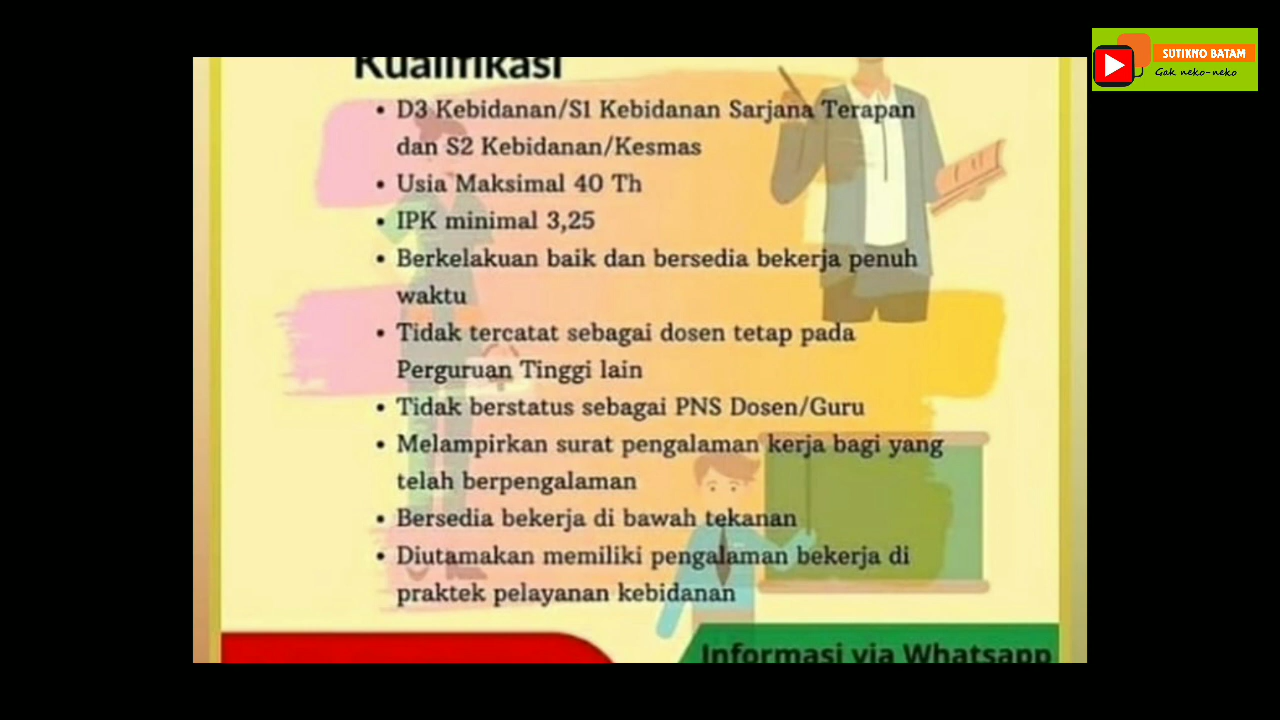 SUTIKNO BATAM
Gak neko-neko
Kualifikasi
• D3 Kebidanan/S1 Kebidanan Sarjana Terapan
dan S2 Kebidanan/Kesmas
• Usia Maksimal 40 Th
• IPK minimal 3,25
• Berkelakuan baik dan bersedia bekerja penuh
waktu
• Tidak tercatat sebagai dosen tetap pada
Perguruan Tinggi lain
• Tidak berstatus sebagai PNS Dosen/Guru
• Melampirkan surat pengalaman kerja bagi yang
telah berpengalaman
• Bersedia bekerja di bawah tekanan
• Diutamakan memiliki pengalaman bekerja di
praktek pelayanan kebidanan
Informasi via Whatsapp